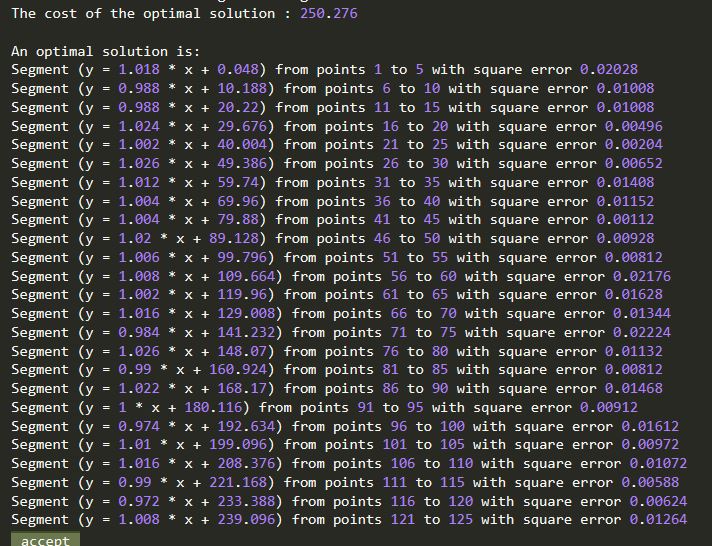 The cost of the optimal solution : 250.276
An optimal solution is:
Segment (y = 1.018 * x + 0.048) from points 1 to 5 with square error 0.02028
Segment (y = 0.988 * x + 10.188) from points 6 to 10 with square error 0.01008
Segment (y = 0.988 * x + 20.22) from points 11 to 15 with square error 0.01008
Segment (y = 1.024 * x + 29.676) from points 16 to 20 with square error 0.00496
Segment (y = 1.002 * x + 40.004) from points 21 to 25 with square error 0.00204
Segment (y = 1.026 * x + 49.386) from points 26 to 30 with square error 0.00652
Segment (y = 1.012 * x + 59.74) from points 31 to 35 with square error 0.01408
Segment (y = 1.004 * x + 69.96) from points 36 to 40 with square error 0.01152
Segment (y = 1.004 * x + 79.88) from points 41 to 45 with square error 0.00112
Segment (y = 1.02 * x + 89.128) from points 46 to 50 with square error 0.00928
Segment (y = 1.006 * x + 99.796) from points 51 to 55 with square error 0.00812
Segment (y = 1.008 * x + 109.664) from points 56 to 60 with square error 0.02176
Segment (y = 1.002 * x + 119.96) from points 61 to 65 with square error 0.01628
Segment (y = 1.016 * x + 129.008) from points 66 to 70 with square error 0.01344
Segment (y = 0.984 * x + 141.232) from points 71 to 75 with square error 0.02224
Segment (y = 1.026 * x + 148.07) from points 76 to 80 with square error 0.01132
Segment (y = 0.99 * x + 160.924) from points 81 to 85 with square error 0.00812
Segment (y = 1.022 * x + 168.17) from points 86 to 90 with square error 0.01468
Segment (y = 1 * x + 180.116) from points 91 to 95 with square error 0.00912
Segment (y = 0.974 * x + 192.634) from points 96 to 100 with square error 0.01612
Segment (y = 1.01 * x + 199.096) from points 101 to 105 with square error 0.00972
Segment (y = 1.016 * x + 208.376) from points 106 to 110 with square error 0.01072
Segment (y = 0.99 * x + 221.168) from points 111 to 115 with square error 0.00588
Segment (y = 0.972 * x + 233.388) from points 116 to 120 with square error 0.00624
Segment (y = 1.008 * x + 239.096) from points 121 to 125 with square error 0.01264
accept